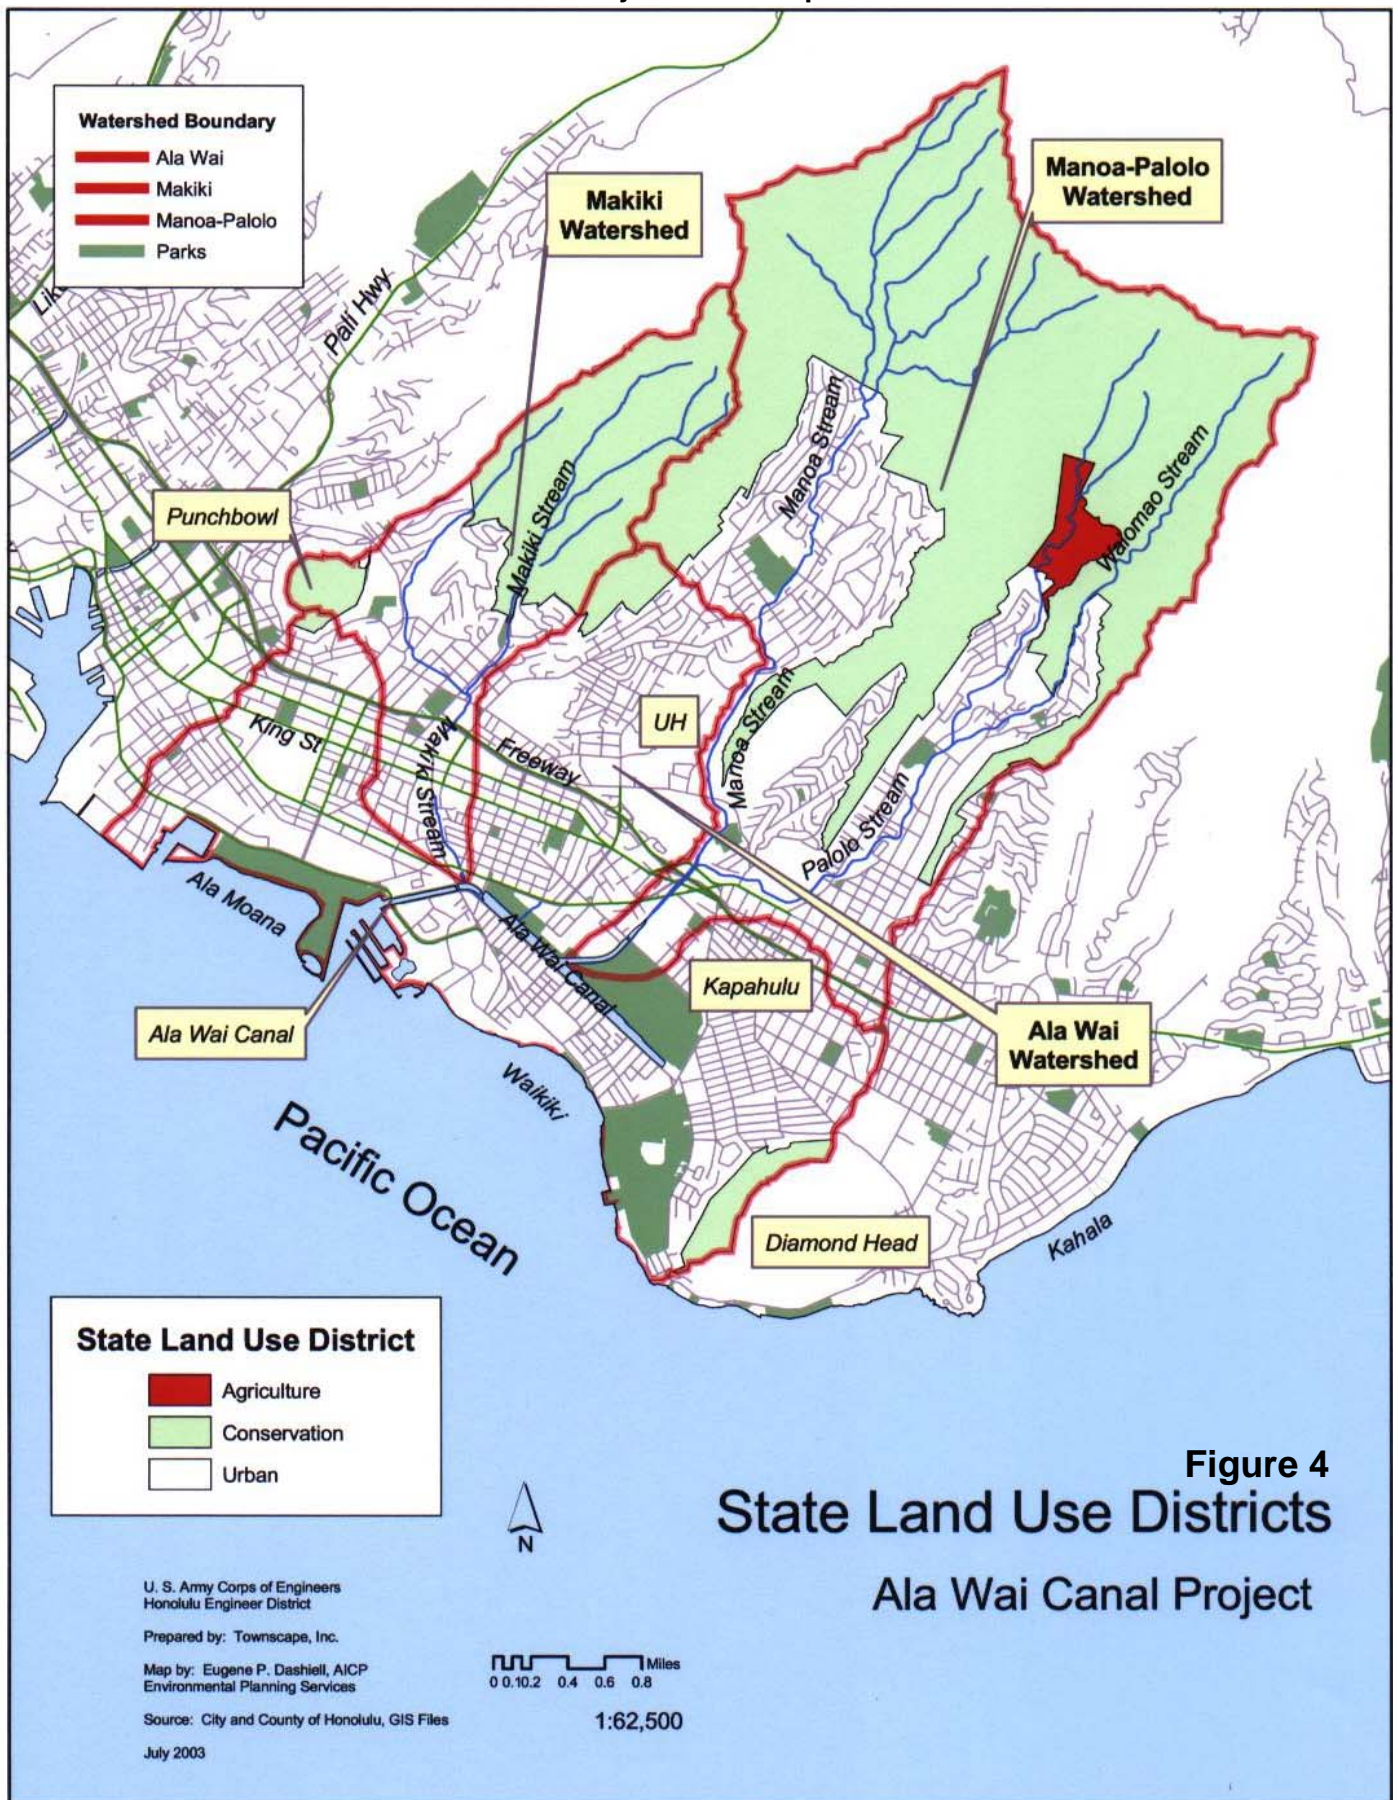 Watershed Boundary
Ala Wai
Makiki
Manoa-Palolo
Parks
Makiki
Watershed
Manoa-Palolo
Watershed
Pali Hwy
Punchbowl
Makiki Stream
Manoa Stream
Waiomao Stream
UH
Manoa Stream
King St
Freeway
Makiki Stream
Palolo Stream
Ala Moana
Ala Wai Canal
Kapahulu
Ala Wai Canal
Ala Wai
Watershed
Waikiki
Pacific Ocean
Diamond Head
Kahala
State Land Use District
Agriculture
Conservation
Urban
Figure 4
State Land Use Districts
Ala Wai Canal Project
N
U. S. Army Corps of Engineers
Honolulu Engineer District
Prepared by: Townscape, Inc.
Map by: Eugene P. Dashiell, AICP
Environmental Planning Services
Source: City and County of Honolulu, GIS Files
July 2003
Miles
0 0.10.2 0.4 0.6 0.8
1:62,500